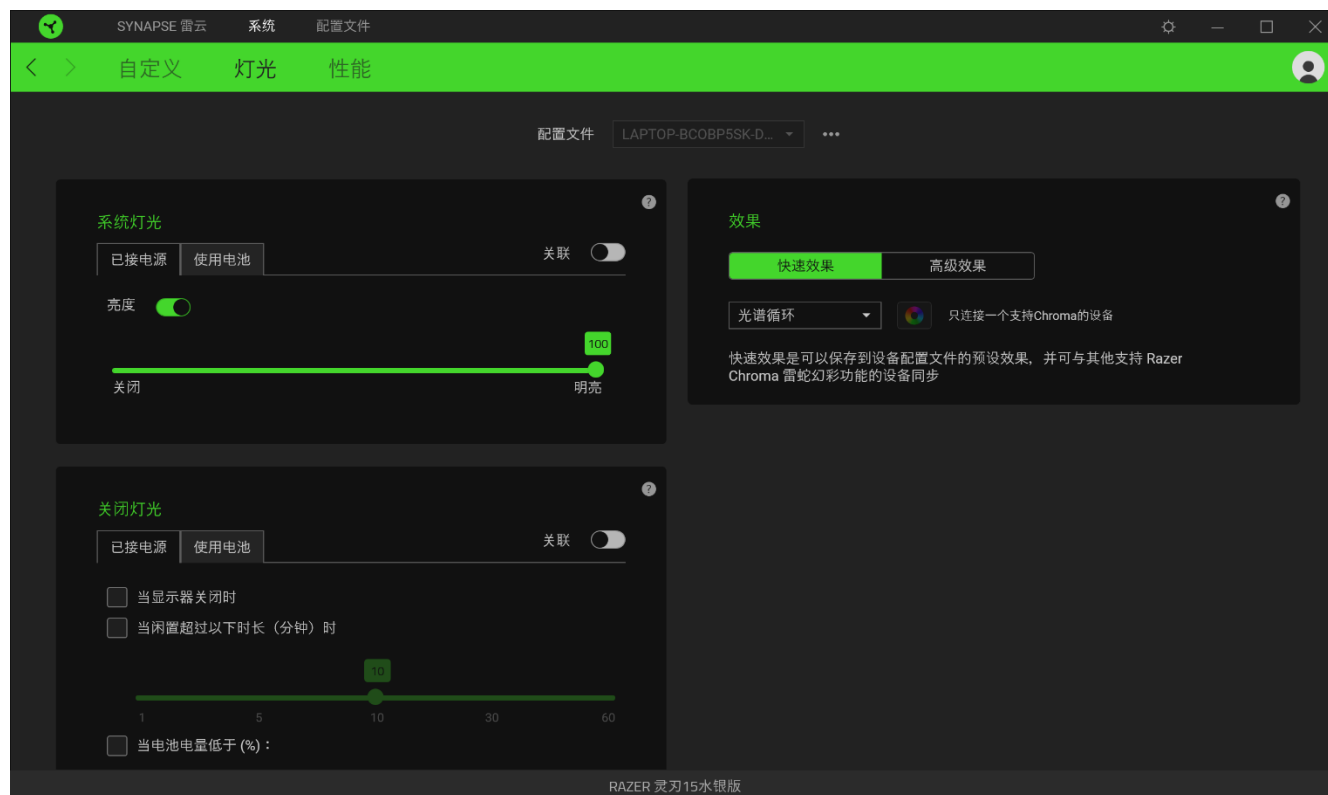 SYNAPSE 雷云 系统 配置文件
自定义 灯光 性能
配置文件 LAPTOP-BCOBP5SK-D... •••
系统灯光
已接电源 使用电池 关联
亮度
100
关闭 明亮
效果
快速效果 高级效果
光谱循环 只连接一个支持Chroma的设备
快速效果是可以保存到设备配置文件的预设效果，并可与其他支持 Razer
Chroma 雷蛇幻彩功能的设备同步
关闭灯光
已接电源 使用电池 关联
当显示器关闭时
当闲置超过以下时长（分钟）时
10
1 5 10 30 60
当电池电量低于 (%)：
RAZER 灵刃15水银版